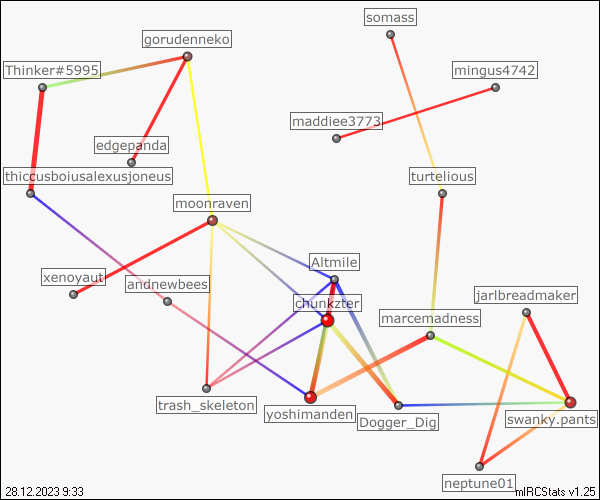 somass
gorudenneko
Thinker#5995
mingus4742
maddiee3773
edgepanda
thiccusboiusalexusjoneus
turtelious
moonraven
Altmile
xenoyaut
andnewbees
jarlbreadmaker
chunkzter
marcemadness
trash_skeleton
yoshimanden
Dogger_Dig
swanky.pants
neptune01
28.12.2023 9:33
mIRCStats v1.25